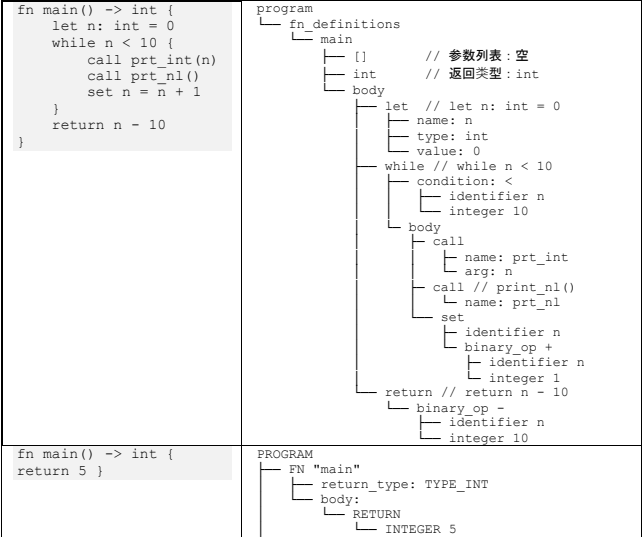 fn main() -> int {
    let n: int = 0
    while n < 10 {
        call prt_int(n)
        call prt_nl()
        set n = n + 1
    }
    return n - 10
}
program
└── fn_definitions
    └── main
        ├── []       // 参数列表：空
        ├── int      // 返回类型：int
        └── body
            ├── let  // let n: int = 0
            │   ├── name: n
            │   ├── type: int
            │   └── value: 0
            ├── while // while n < 10
            │   ├── condition: <
            │   │   ├── identifier n
            │   │   └── integer 10
            │   └─ body
            │      ├─ call
            │      │  ├─ name: prt_int
            │      │  └─ arg: n
            │      ├─ call // print_nl()
            │      │  └─ name: prt_nl
            │      └── set
            │          ├─ identifier n
            │          └─ binary_op +
            │             ├─ identifier n
            │             └─ integer 1
            └── return // return n - 10
                └── binary_op -
                    ├── identifier n
                    └── integer 10
fn main() -> int {
return 5 }
PROGRAM
├── FN "main"
│   ├── return_type: TYPE_INT
│   └── body:
│       └── RETURN
│           └── INTEGER 5